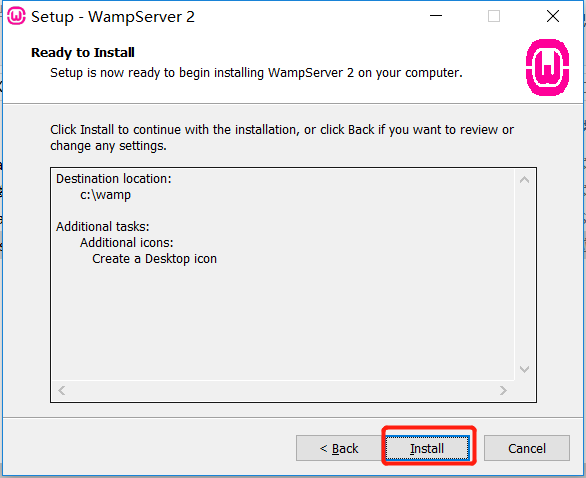 Setup - WampServer 2
Ready to Install
Setup is now ready to begin installing WampServer 2 on your computer.
Click Install to continue with the installation, or click Back if you want to review or
change any settings.
Destination location:
c:\wamp
Additional tasks:
Additional icons:
Create a Desktop icon
< Back
Install
Cancel